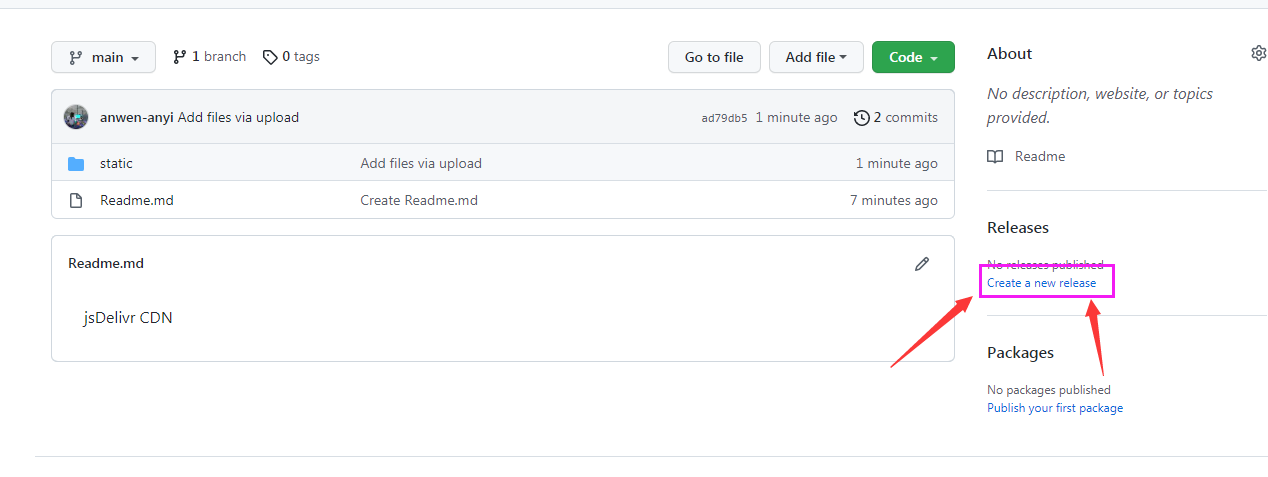 main
1 branch
0 tags
Go to file
Add file
Code
anwen-anyi Add files via upload
ad79db5 1 minute ago
2 commits
static
Add files via upload
1 minute ago
Readme.md
Create Readme.md
7 minutes ago
Readme.md
jsDelivr CDN
About
No description, website, or topics
provided.
Readme
Releases
No releases published
Create a new release
Packages
No packages published
Publish your first package